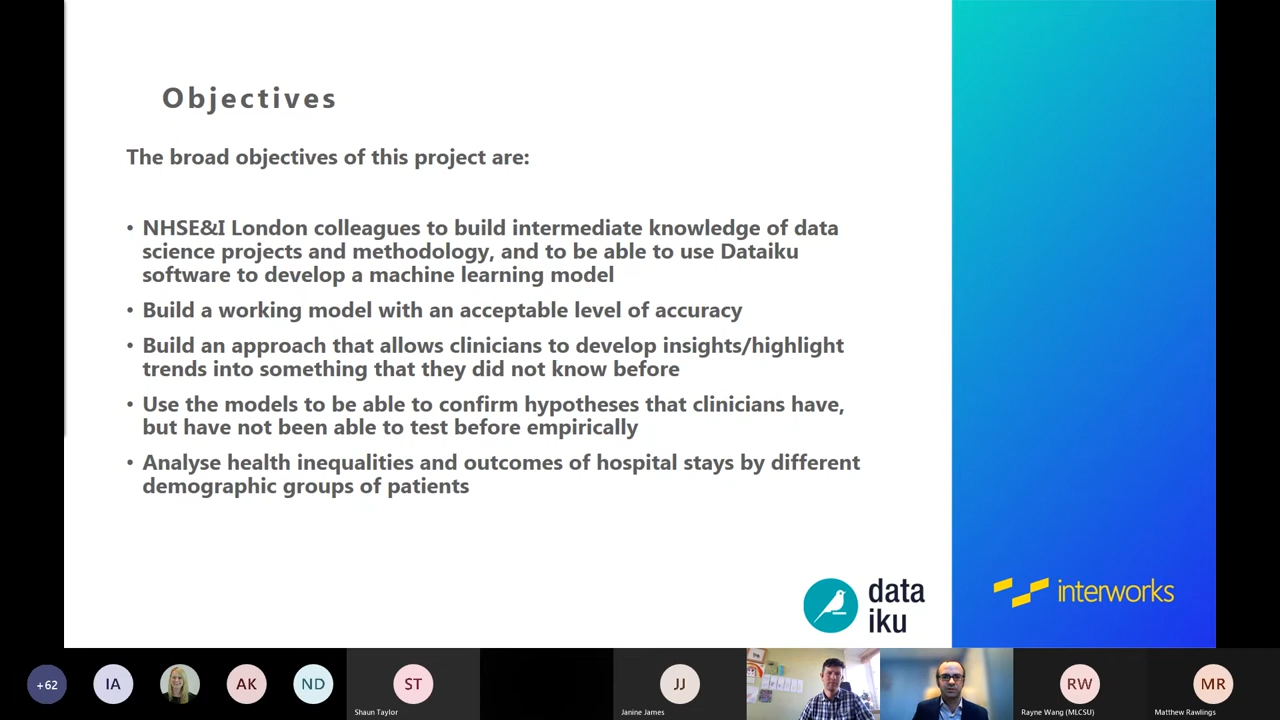 Objectives
The broad objectives of this project are:
• NHSE&I London colleagues to build intermediate knowledge of data
science projects and methodology, and to be able to use Dataiku
software to develop a machine learning model
• Build a working model with an acceptable level of accuracy
• Build an approach that allows clinicians to develop insights/highlight
trends into something that they did not know before
• Use the models to be able to confirm hypotheses that clinicians have,
but have not been able to test before empirically
• Analyse health inequalities and outcomes of hospital stays by different
demographic groups of patients
data
iku
interworks
+62
IA
AK
ND
ST
Shaun Taylor
JJ
Janine James
RW
Rayne Wang (MLCSU)
MR
Matthew Rawlings